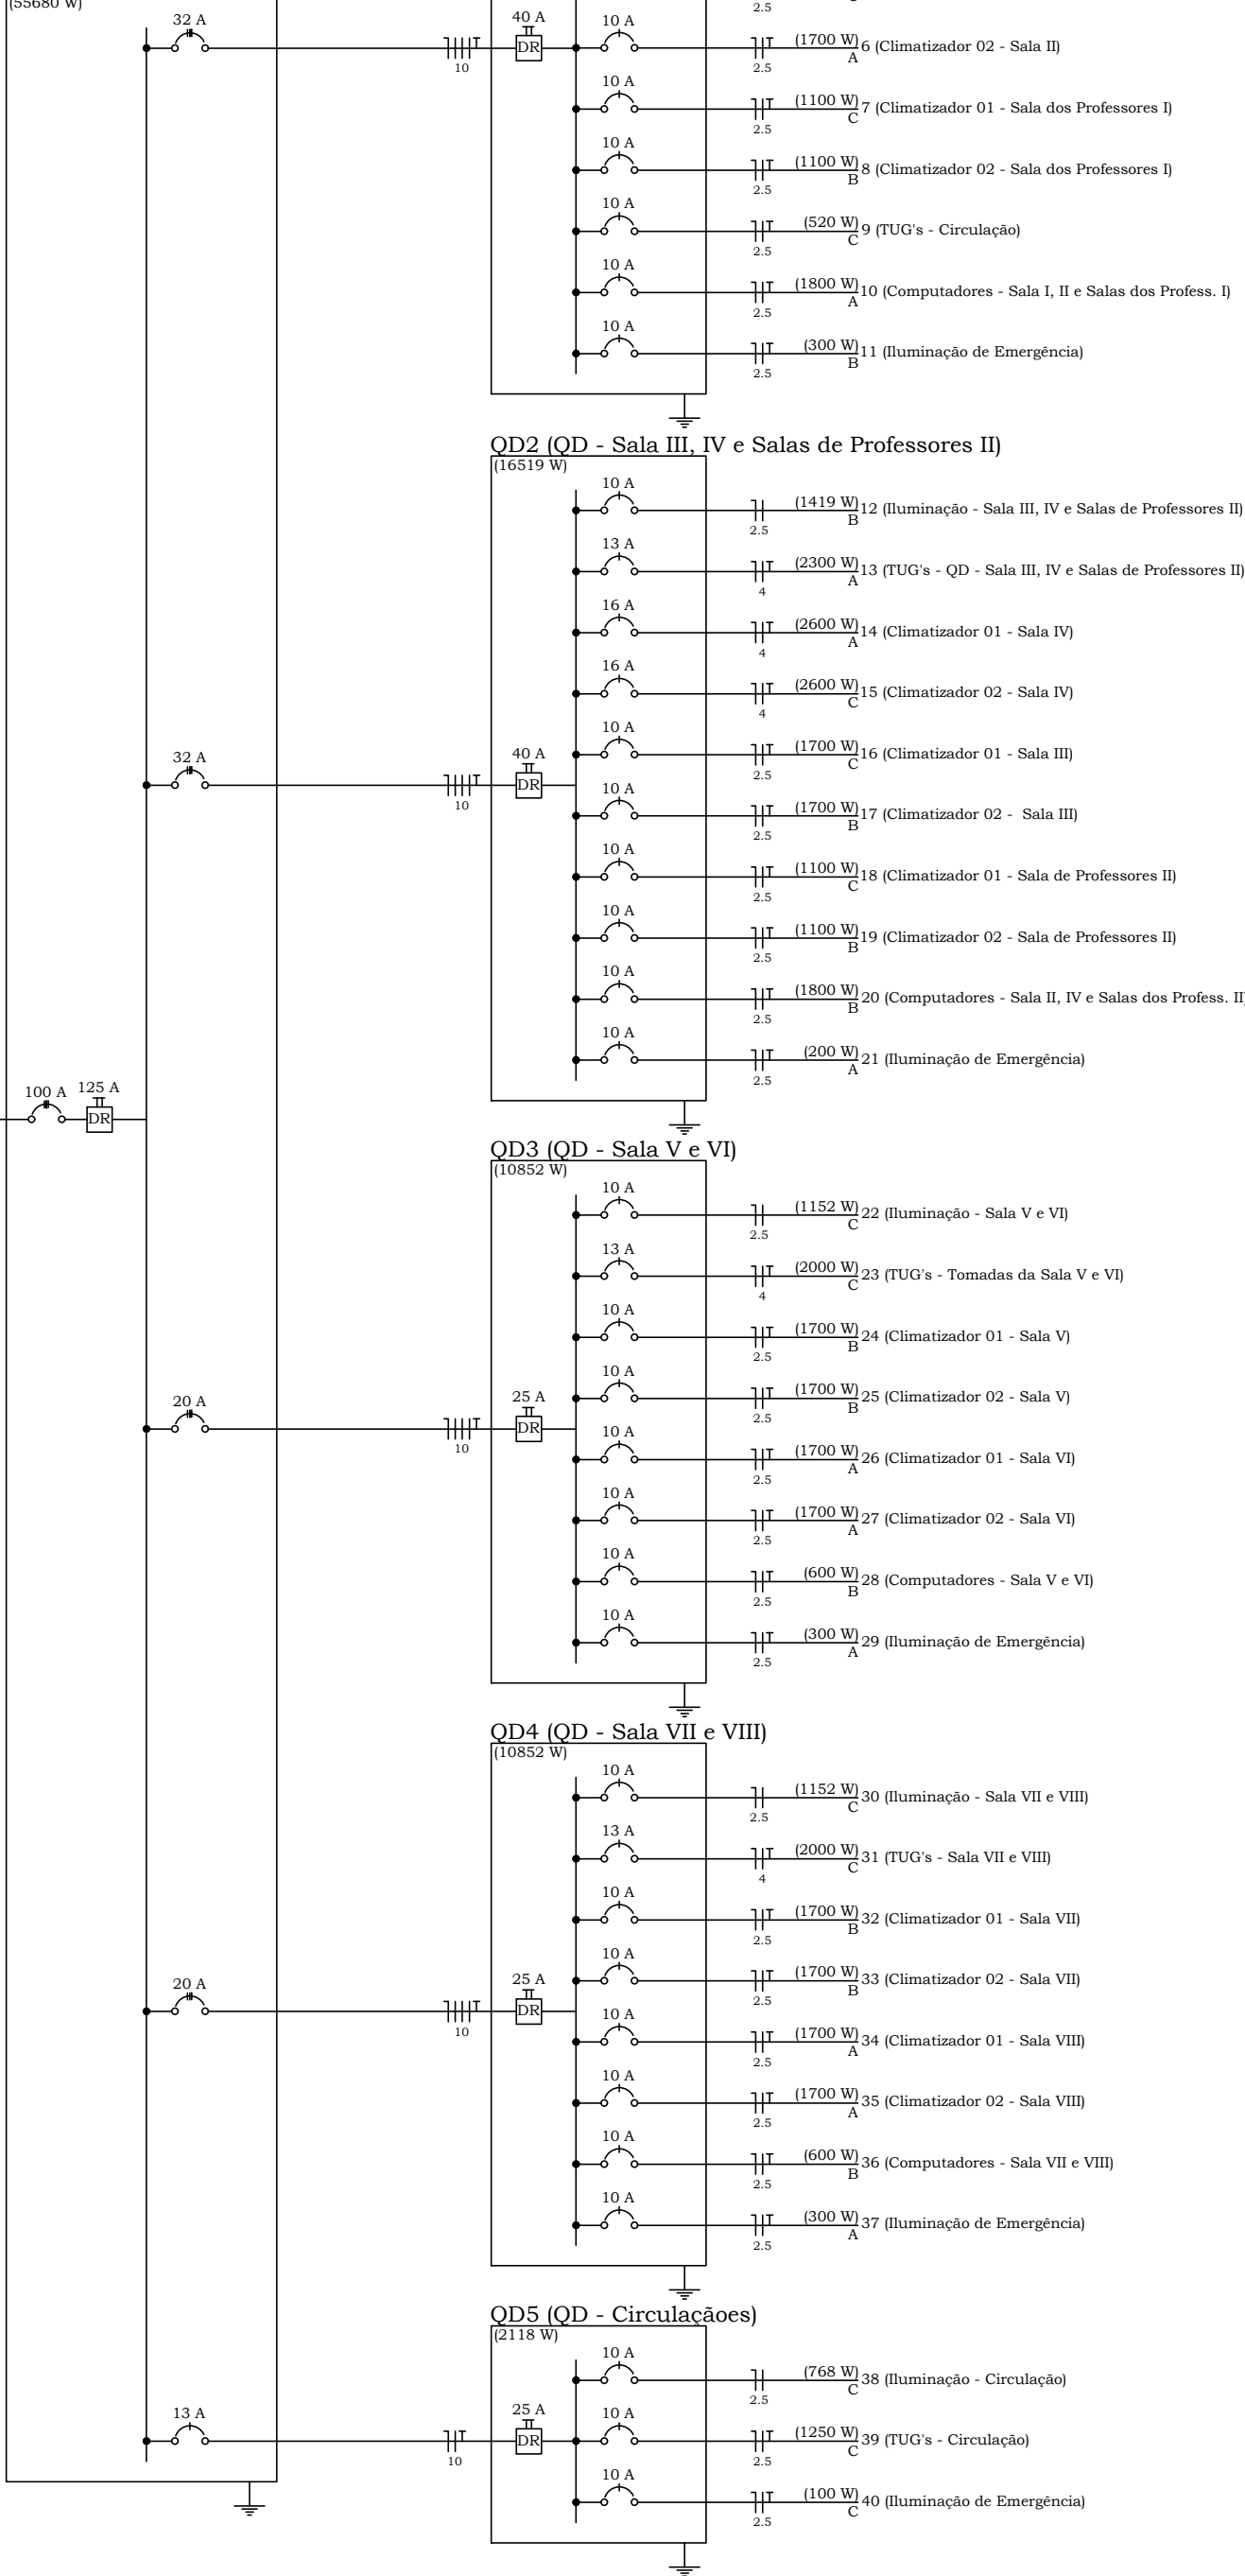 (55680 W)
32 A
10
40 A
DR
2.5
10 A
2.5
(1700 W)
A
6 (Climatizador 02 - Sala II)
10 A
2.5
(1100 W)
C
7 (Climatizador 01 - Sala dos Professores I)
10 A
2.5
(1100 W)
B
8 (Climatizador 02 - Sala dos Professores I)
10 A
2.5
(520 W)
C
9 (TUG's - Circulação)
10 A
2.5
(1800 W)
A
10 (Computadores - Sala I, II e Salas dos Profess. I)
10 A
2.5
(300 W)
B
11 (Iluminação de Emergência)
QD2 (QD - Sala III, IV e Salas de Professores II)
(16519 W)
10 A
2.5
(1419 W)
B
12 (Iluminação - Sala III, IV e Salas de Professores II)
13 A
4
(2300 W)
A
13 (TUG's - QD - Sala III, IV e Salas de Professores II)
16 A
4
(2600 W)
A
14 (Climatizador 01 - Sala IV)
16 A
4
(2600 W)
C
15 (Climatizador 02 - Sala IV)
32 A
10
40 A
DR
10 A
2.5
(1700 W)
C
16 (Climatizador 01 - Sala III)
10 A
2.5
(1700 W)
B
17 (Climatizador 02 - Sala III)
10 A
2.5
(1100 W)
C
18 (Climatizador 01 - Sala de Professores II)
10 A
2.5
(1100 W)
B
19 (Climatizador 02 - Sala de Professores II)
10 A
2.5
(1800 W)
B
20 (Computadores - Sala II, IV e Salas dos Profess. II)
10 A
2.5
(200 W)
A
21 (Iluminação de Emergência)
100 A
125 A
DR
QD3 (QD - Sala V e VI)
(10852 W)
10 A
2.5
(1152 W)
C
22 (Iluminação - Sala V e VI)
13 A
4
(2000 W)
C
23 (TUG's - Tomadas da Sala V e VI)
10 A
2.5
(1700 W)
B
24 (Climatizador 01 - Sala V)
20 A
10
25 A
DR
10 A
2.5
(1700 W)
B
25 (Climatizador 02 - Sala V)
10 A
2.5
(1700 W)
A
26 (Climatizador 01 - Sala VI)
10 A
2.5
(1700 W)
A
27 (Climatizador 02 - Sala VI)
10 A
2.5
(600 W)
B
28 (Computadores - Sala V e VI)
10 A
2.5
(300 W)
A
29 (Iluminação de Emergência)
QD4 (QD - Sala VII e VIII)
(10852 W)
10 A
2.5
(1152 W)
C
30 (Iluminação - Sala VII e VIII)
13 A
4
(2000 W)
C
31 (TUG's - Sala VII e VIII)
10 A
2.5
(1700 W)
B
32 (Climatizador 01 - Sala VII)
10 A
2.5
(1700 W)
B
33 (Climatizador 02 - Sala VII)
20 A
10
25 A
DR
10 A
2.5
(1700 W)
A
34 (Climatizador 01 - Sala VIII)
10 A
2.5
(1700 W)
A
35 (Climatizador 02 - Sala VIII)
10 A
2.5
(600 W)
B
36 (Computadores - Sala VII e VIII)
10 A
2.5
(300 W)
A
37 (Iluminação de Emergência)
QD5 (QD - Circulaçãoes)
(2118 W)
10 A
2.5
(768 W)
C
38 (Iluminação - Circulação)
13 A
10
25 A
DR
10 A
2.5
(1250 W)
C
39 (TUG's - Circulação)
10 A
2.5
(100 W)
C
40 (Iluminação de Emergência)